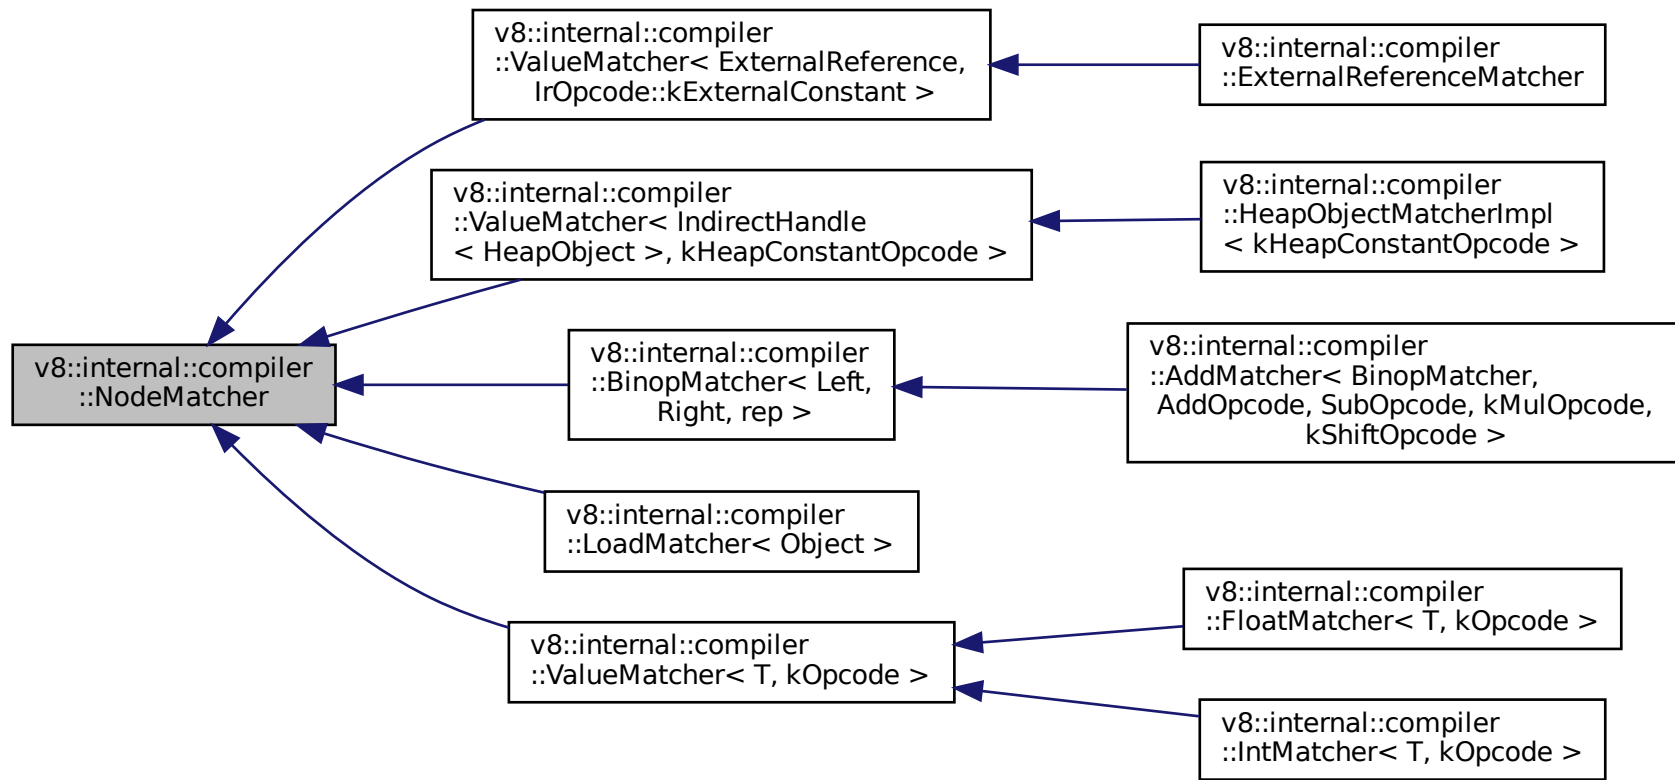 v8::internal::compiler
::ValueMatcher< ExternalReference,
IrOpcode::kExternalConstant >
v8::internal::compiler
::ExternalReferenceMatcher
v8::internal::compiler
::ValueMatcher< IndirectHandle
< HeapObject >, kHeapConstantOpcode >
v8::internal::compiler
::HeapObjectMatcherImpl
< kHeapConstantOpcode >
v8::internal::compiler
::NodeMatcher
v8::internal::compiler
::BinopMatcher< Left,
Right, rep >
v8::internal::compiler
::AddMatcher< BinopMatcher,
AddOpcode, SubOpcode, kMulOpcode,
kShiftOpcode >
v8::internal::compiler
::LoadMatcher< Object >
v8::internal::compiler
::ValueMatcher< T, kOpcode >
v8::internal::compiler
::FloatMatcher< T, kOpcode >
v8::internal::compiler
::IntMatcher< T, kOpcode >